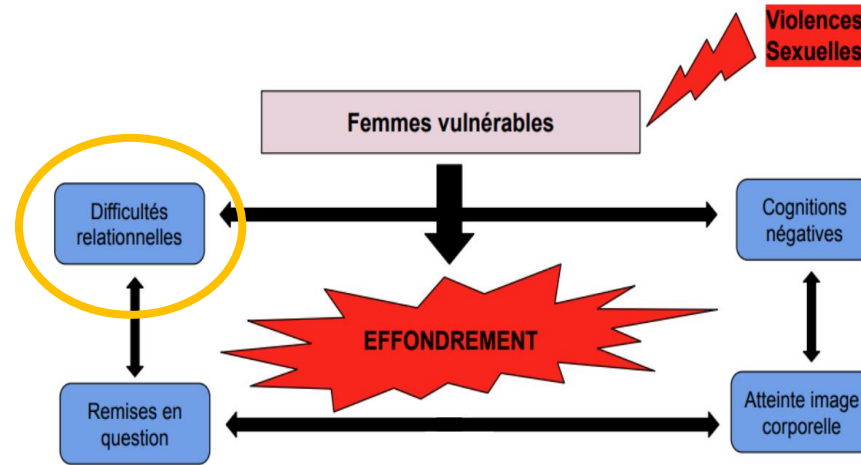 Violences
Sexuelles
Femmes vulnérables
Difficultés
relationnelles
Cognitions
négatives
EFFONDREMENT
Remises en
question
Atteinte image
corporelle